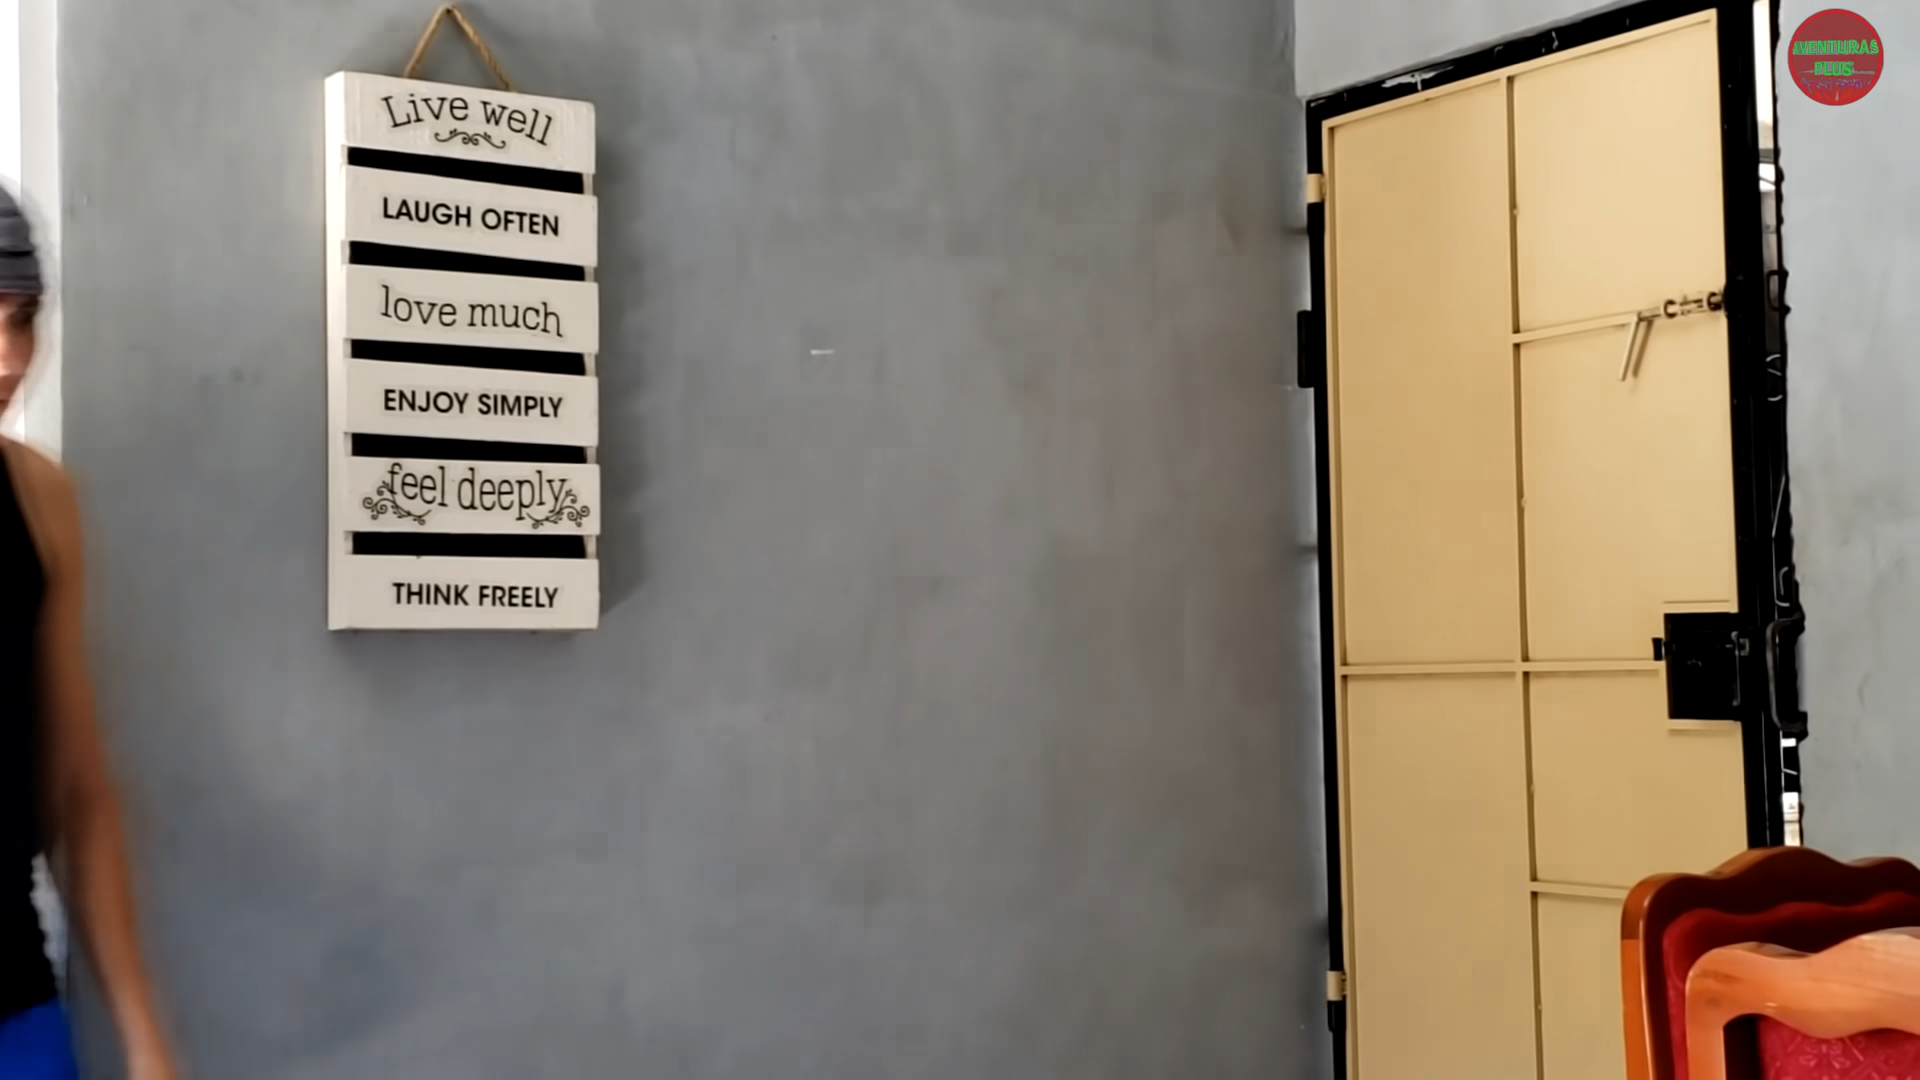 Live well
LAUGH OFTEN
love much
ENJOY SIMPLY
feel deeply
THINK FREELY
AVENTURAS
PLUS